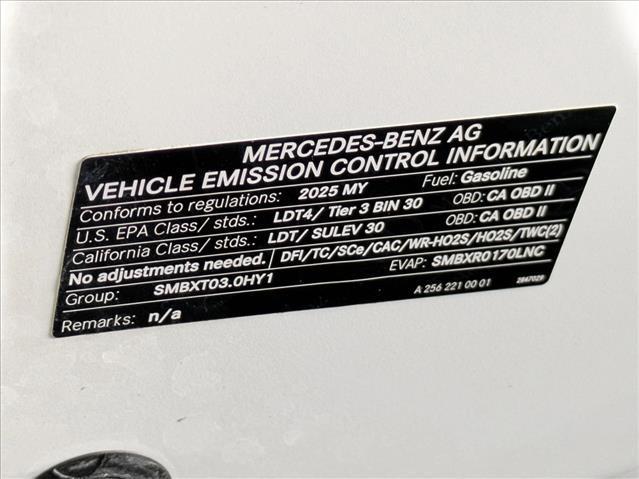 MERCEDES-BENZ AG
VEHICLE EMISSION CONTROL INFORMATION
Conforms to regulations: 2025 MY Fuel: Gasoline
U.S. EPA Class/ stds.: LDT4/ Tier 3 BIN 30 OBD: CA OBD II
California Class/ stds.: LDT/ SULEV 30 OBD: CA OBD II
No adjustments needed. DFI/TC/SCe/CAC/WR-HO2S/HO2S/TWC(2)
Group: SMBXT03.0HY1 EVAP: SMBXR0170LNC
Remarks: n/a A 256 221 00 01 2847029